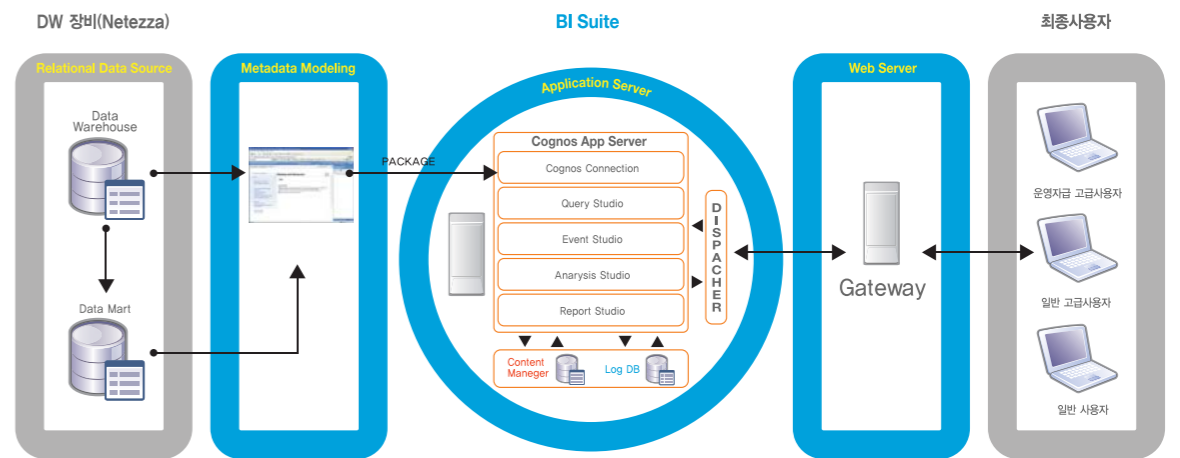 DW 장비(Netezza)
BI Suite
최종사용자
Relational Data Source
Metadata Modeling
Application Server
Web Server
Data
Warehouse
Data Mart
PACKAGE
Cognos App Server
Cognos Connection
Query Studio
Event Studio
Anarysis Studio
Report Studio
DISPACHER
Content
Maneger
Log DB
Gateway
운영자급 고급사용자
일반 고급사용자
일반 사용자